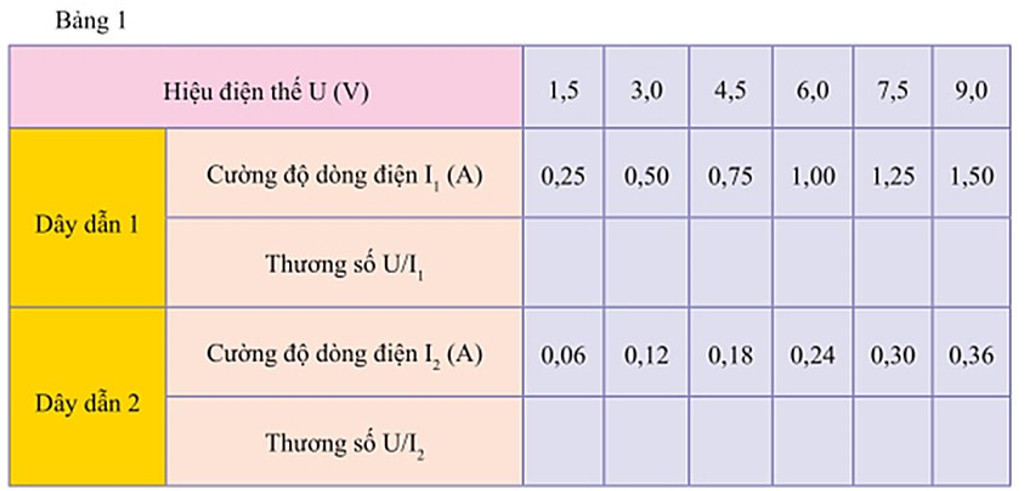 Bảng 1
Hiệu điện thế U (V) 1,5 3,0 4,5 6,0 7,5 9,0
Dây dẫn 1
Cường độ dòng điện I₁ (A) 0,25 0,50 0,75 1,00 1,25 1,50
Thương số U/I₁
Dây dẫn 2
Cường độ dòng điện I₂ (A) 0,06 0,12 0,18 0,24 0,30 0,36
Thương số U/I₂